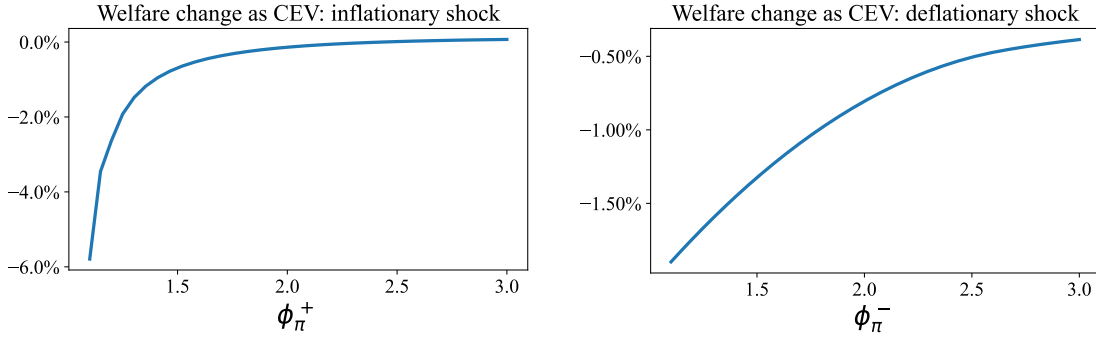 Welfare change as CEV: inflationary shock
0.0%
−2.0%
−4.0%
−6.0%
1.5 2.0 2.5 3.0
ϕπ+
Welfare change as CEV: deflationary shock
−0.50%
−1.00%
−1.50%
1.5 2.0 2.5 3.0
ϕπ−